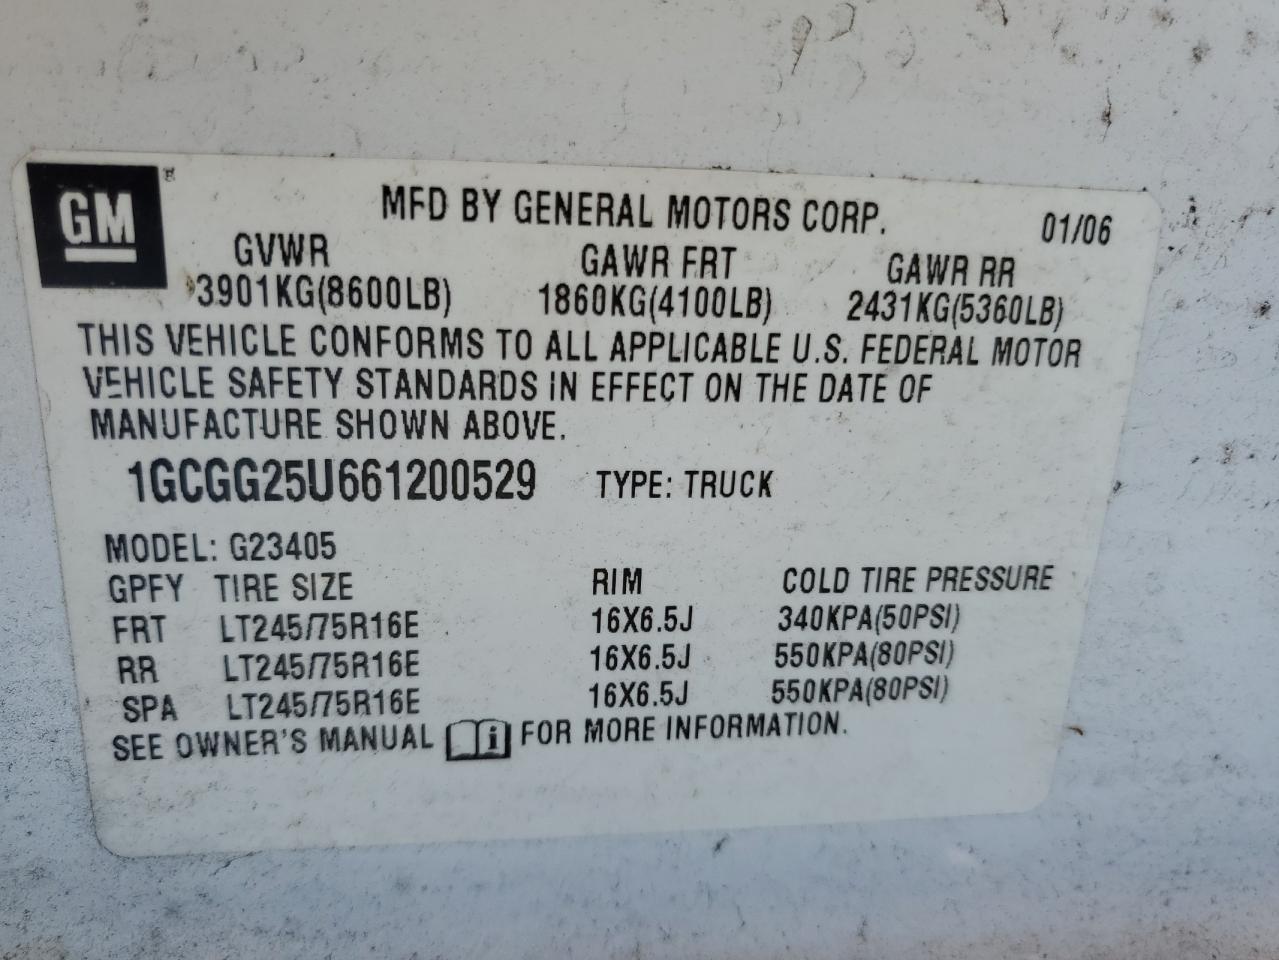 GM ®
MFD BY GENERAL MOTORS CORP. 01/06
GVWR GAWR FRT GAWR RR
3901KG(8600LB) 1860KG(4100LB) 2431KG(5360LB)
THIS VEHICLE CONFORMS TO ALL APPLICABLE U.S. FEDERAL MOTOR
VEHICLE SAFETY STANDARDS IN EFFECT ON THE DATE OF
MANUFACTURE SHOWN ABOVE.
1GCGG25U661200529 TYPE: TRUCK
MODEL: G23405
GPFY TIRE SIZE RIM COLD TIRE PRESSURE
FRT LT245/75R16E 16X6.5J 340KPA(50PSI)
RR LT245/75R16E 16X6.5J 550KPA(80PSI)
SPA LT245/75R16E 16X6.5J 550KPA(80PSI)
SEE OWNER'S MANUAL i FOR MORE INFORMATION.